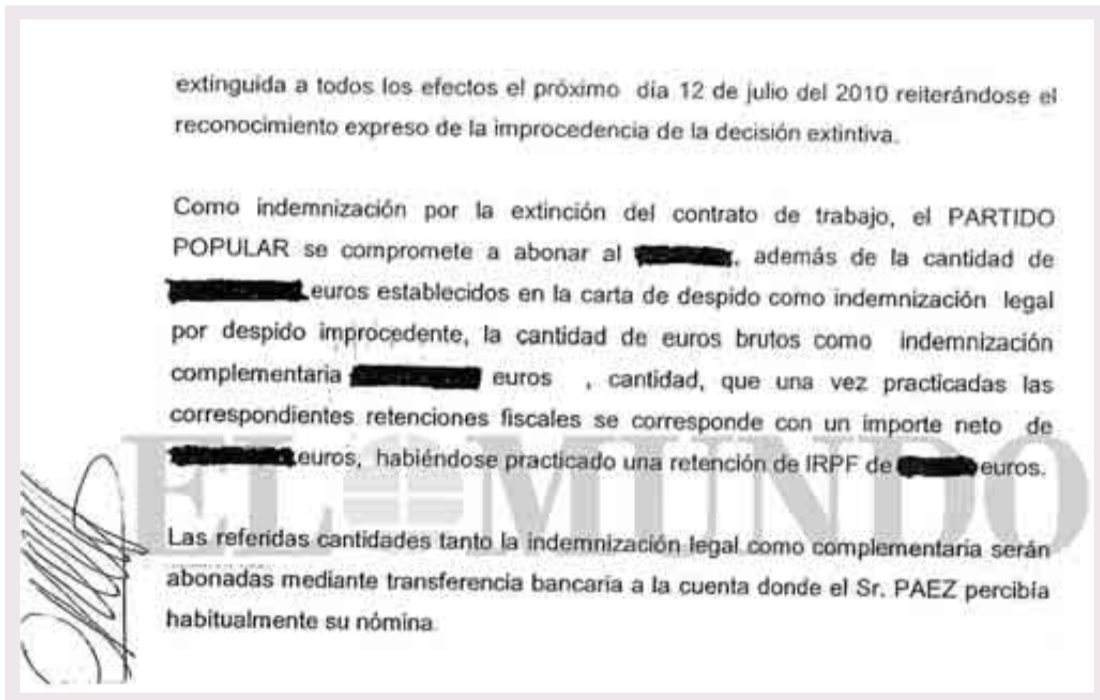 extinguida a todos los efectos el próximo dia 12 de julio del 2010 reiterándose el
reconocimiento expreso de la improcedencia de la decisión extintiva.
Como indemnización por la extinción del contrato de trabajo, el PARTIDO
POPULAR se compromete a abonar al , además de la cantidad de
euros establecidos en la carta de despido como indemnización legal
por despido improcedente, la cantidad de euros brutos como indemnización
complementaria euros , cantidad, que una vez practicadas las
correspondientes retenciones fiscales se corresponde con un importe neto de
euros, habiéndose practicado una retención de IRPF de euros.
EL MUNDO
Las referidas cantidades tanto la indemnización legal como complementaria serán
abonadas mediante transferencia bancaria a la cuenta donde el Sr. PAEZ percibía
habitualmente su nómina.